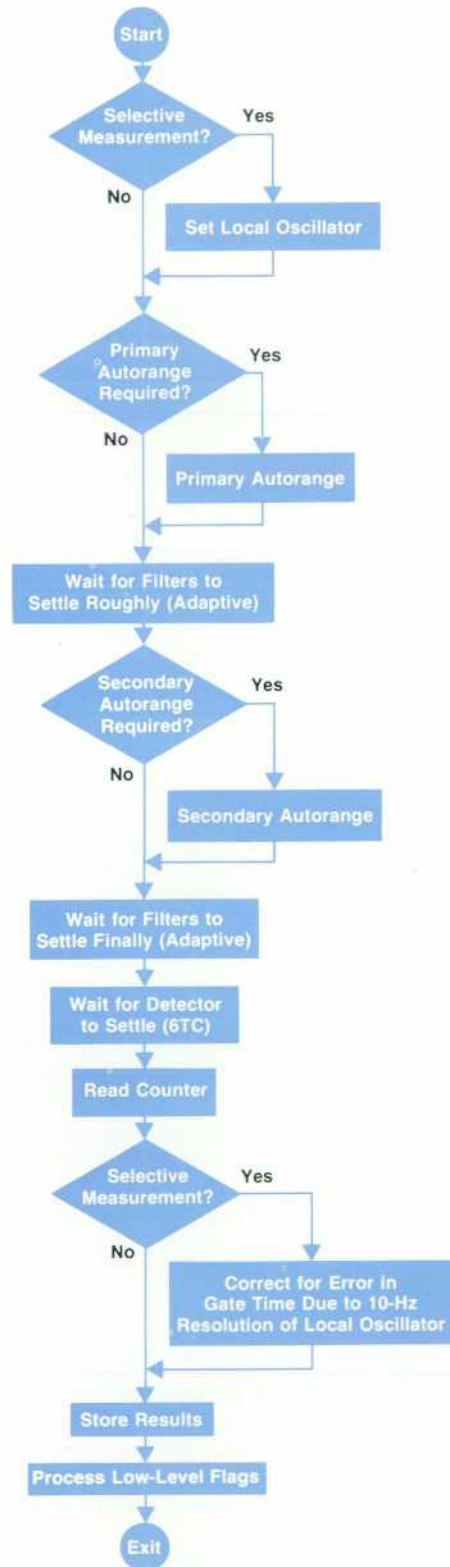 Start
Selective
Measurement?
Yes
No
Set Local Oscillator
Primary
Autorange
Required?
Yes
No
Primary Autorange
Wait for Filters to
Settle Roughly (Adaptive)
Secondary
Autorange
Required?
Yes
No
Secondary Autorange
Wait for Filters to
Settle Finally (Adaptive)
Wait for Detector
to Settle (6TC)
Read Counter
Selective
Measurement?
Yes
No
Correct for Error in
Gate Time Due to 10-Hz
Resolution of Local Oscillator
Store Results
Process Low-Level Flags
Exit